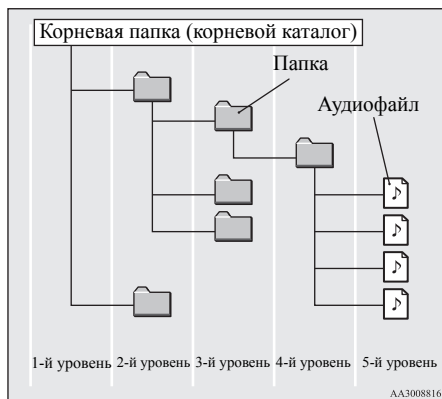 Корневая папка (корневой каталог)
Папка
Аудиофайл
1-й уровень 2-й уровень 3-й уровень 4-й уровень 5-й уровень
AA3008816